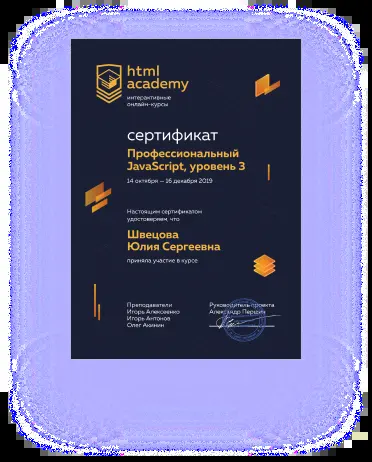 html
academy
интерактивные
онлайн-курсы
сертификат
Профессиональный
JavaScript, уровень 3
14 октября — 16 декабря 2019
Настоящим сертификатом
удостоверяем, что
Швецова
Юлия Сергеевна
приняла участие в курсе
Преподаватели
Игорь Алексеенко
Игорь Антонов
Олег Акинин
Руководитель проекта
Александр Першин